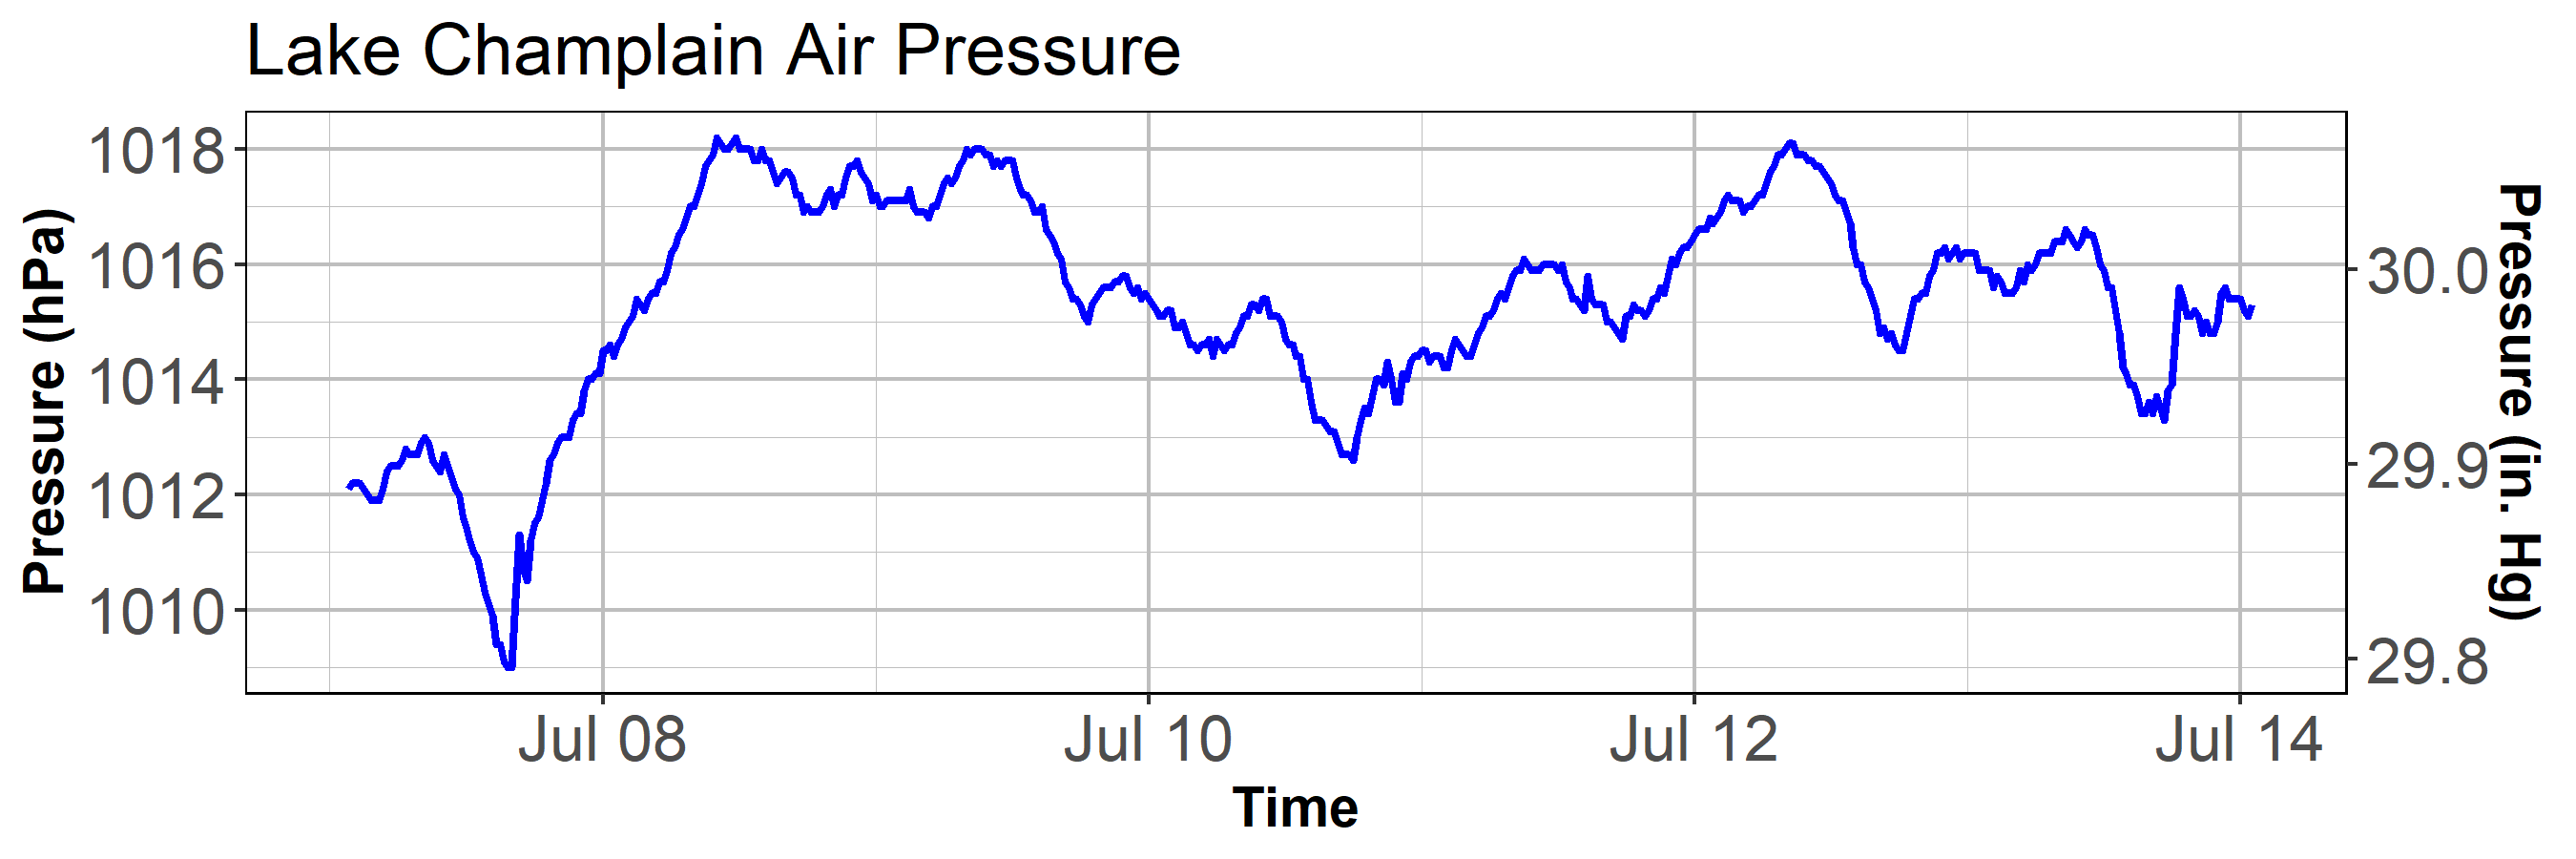 Lake Champlain Air Pressure
Pressure (hPa)
1018
1016
1014
1012
1010
30.0
29.9
29.8
Pressure (in. Hg)
Jul 08 Jul 10 Jul 12 Jul 14
Time